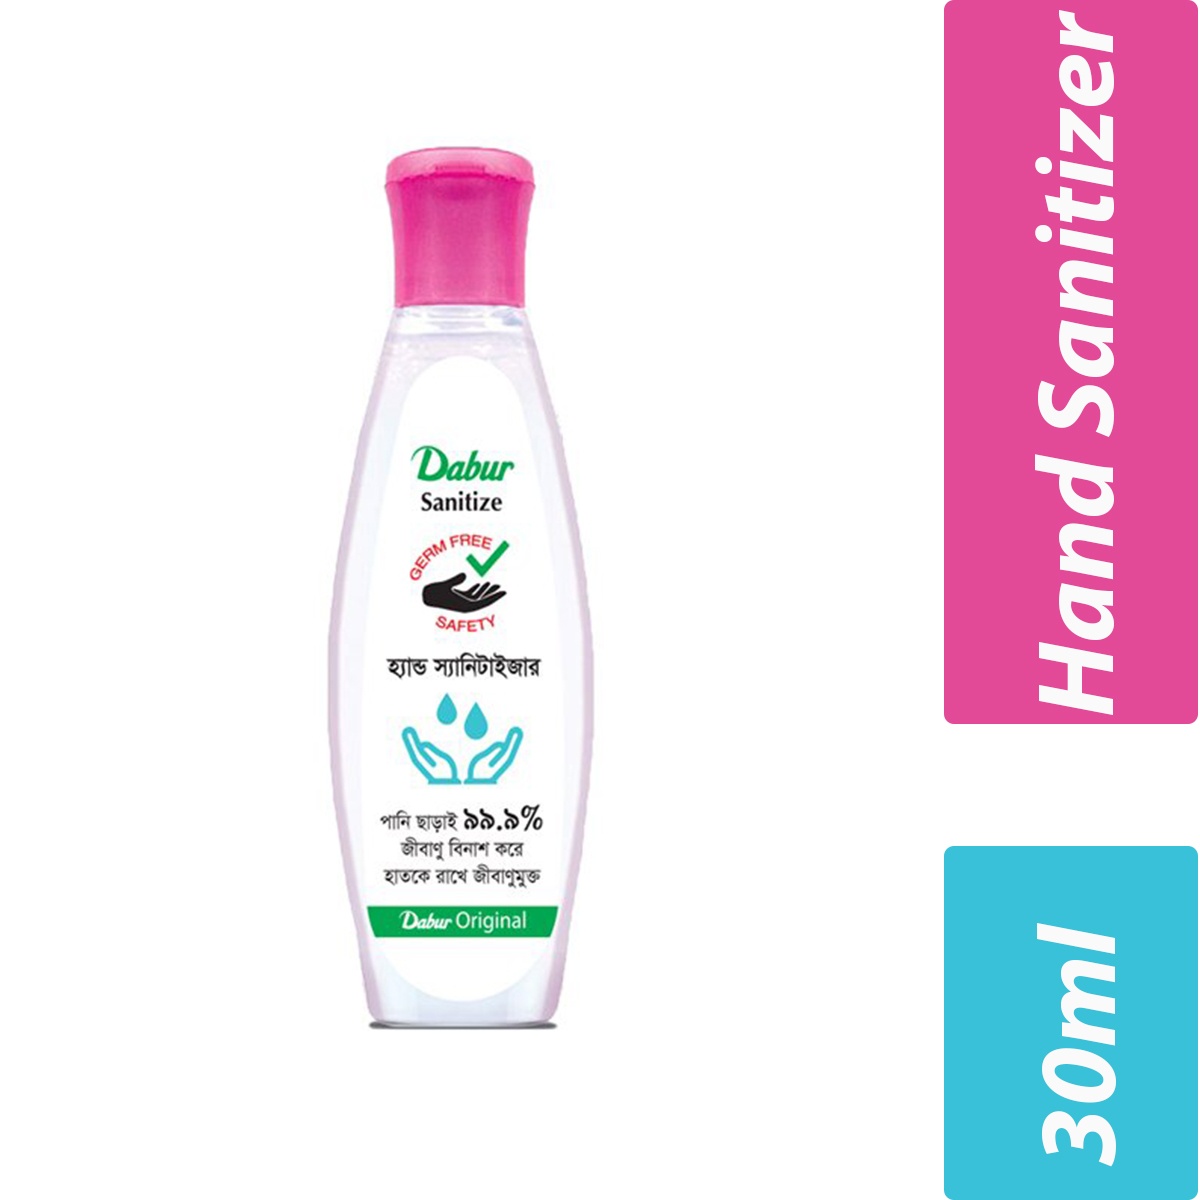 Dabur
Sanitize
GERM FREE
SAFETY
হ্যান্ড স্যানিটাইজার
পানি ছাড়াই ৯৯.৯%
জীবাণু বিনাশ করে
হাতকে রাখে জীবাণুমুক্ত
Dabur Original
Hand Sanitizer
30ml